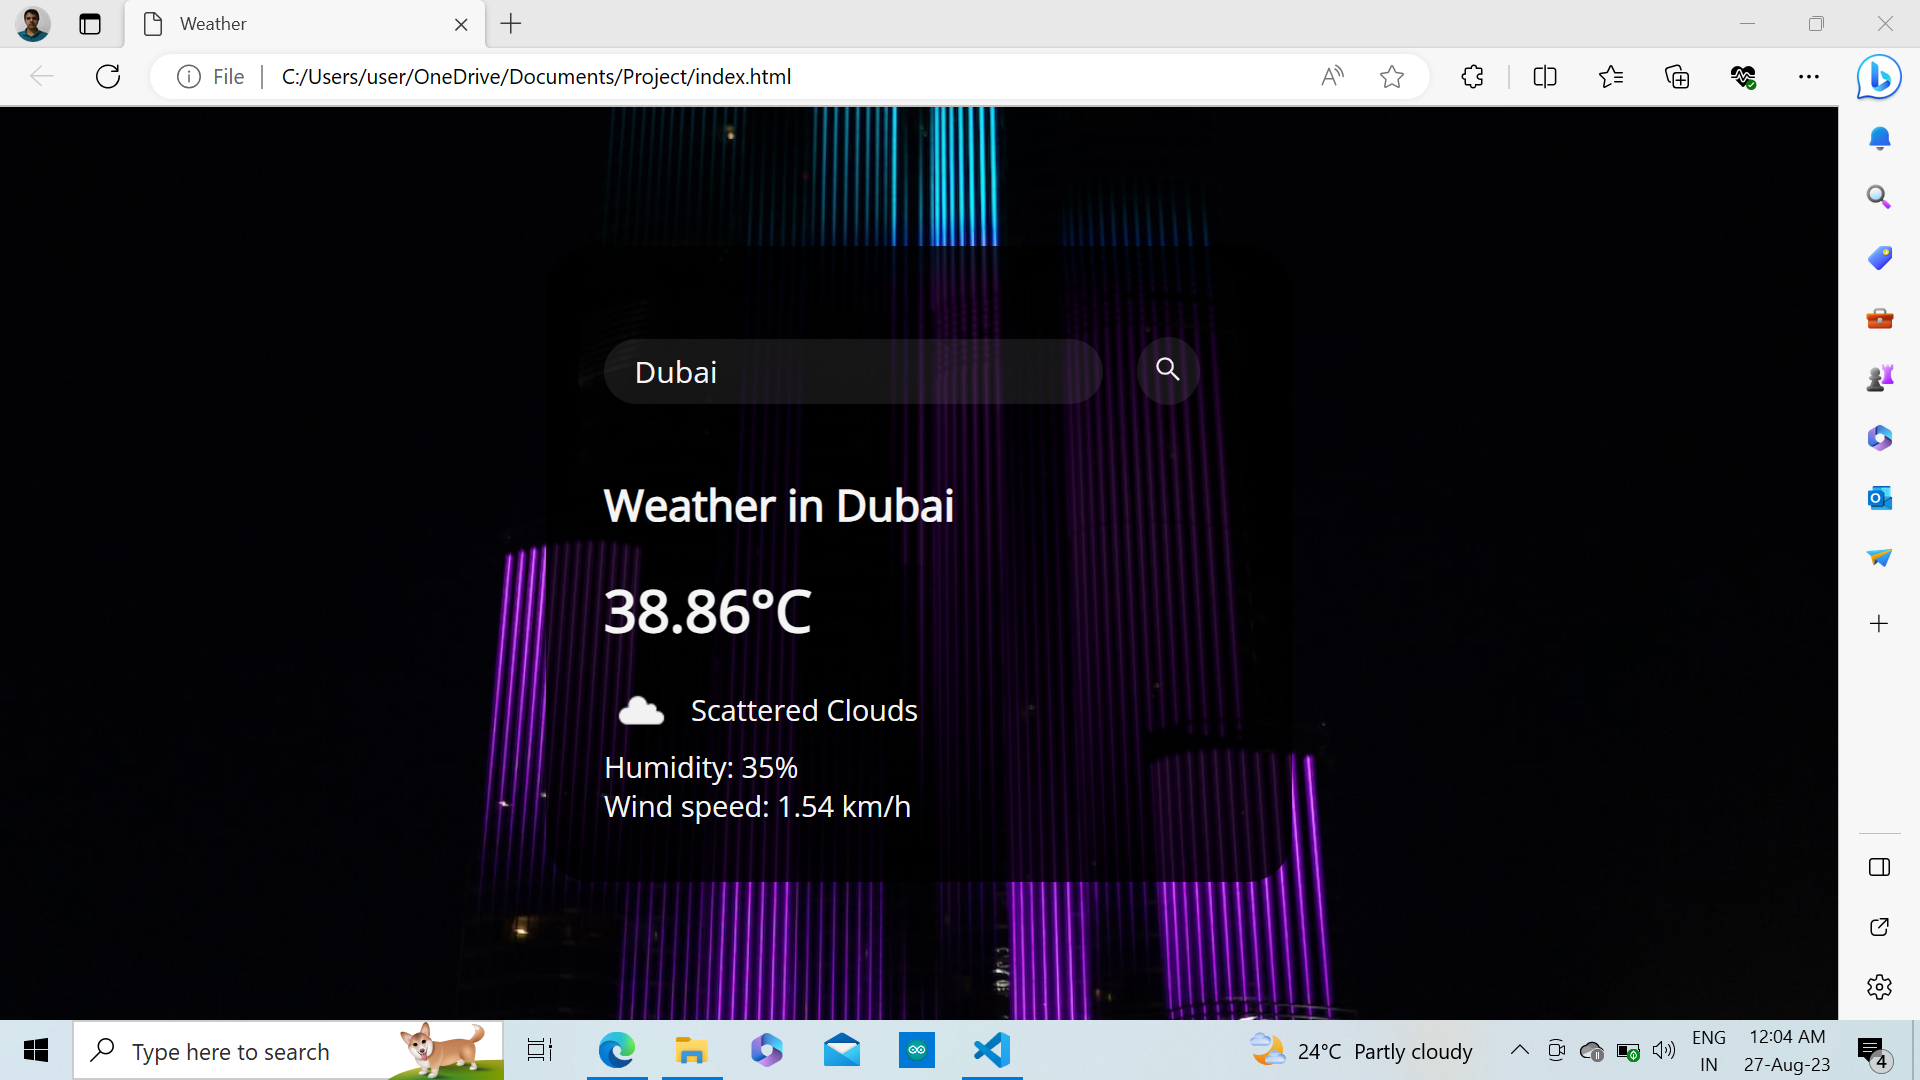 Weather
File
C:/Users/user/OneDrive/Documents/Project/index.html
Dubai
Weather in Dubai
38.86°C
Scattered Clouds
Humidity: 35%
Wind speed: 1.54 km/h
Type here to search
24°C Partly cloudy
ENG
IN
12:04 AM
27-Aug-23
4